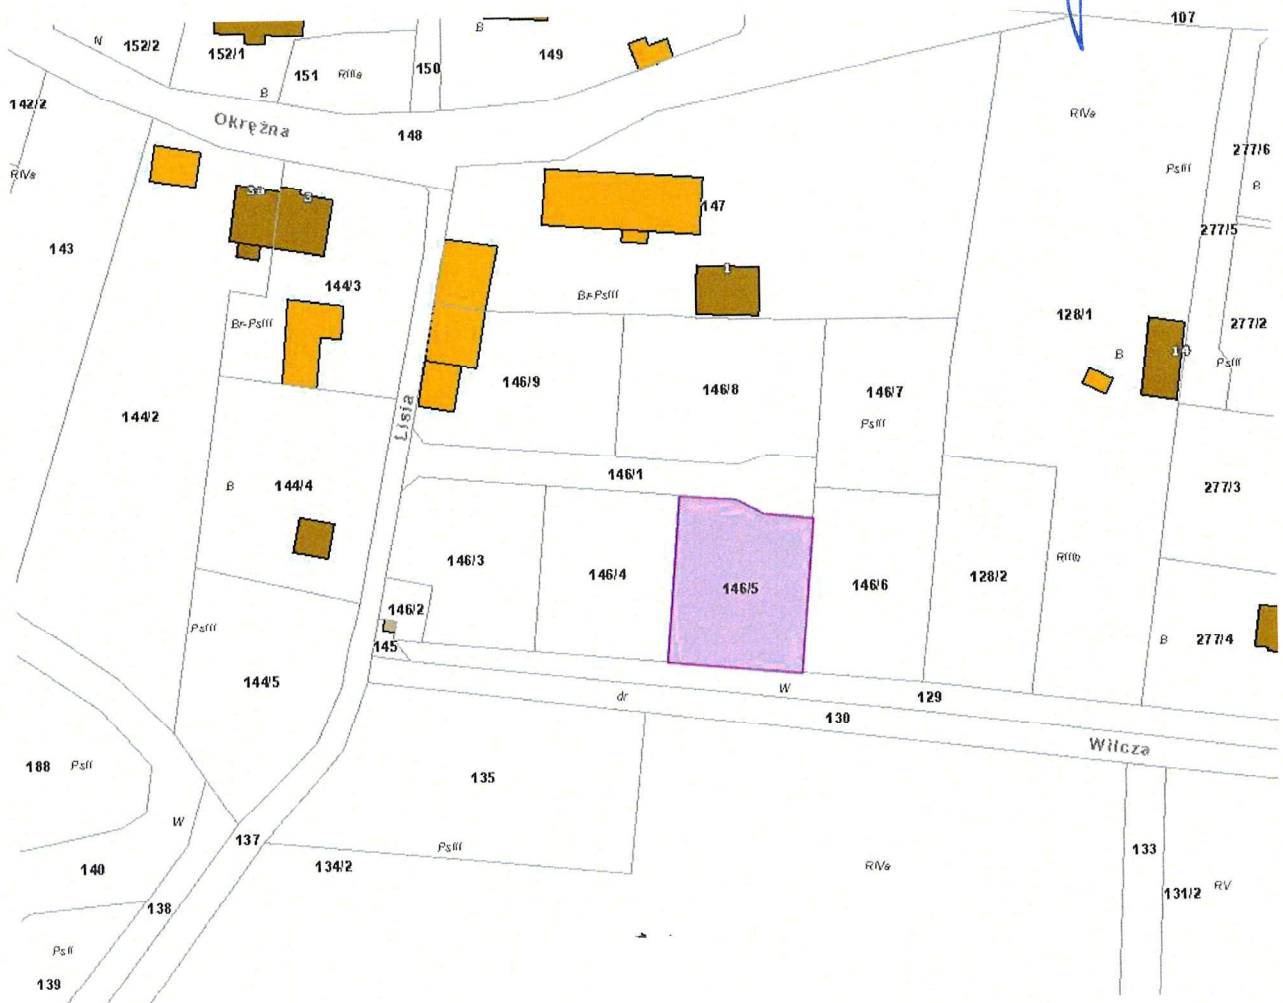 107
N
152/2
152/1
B
151
RIIIa
150
B
149
142/2
Okrężna
148
RIVa
277/6
RIVa
PsIII
B
3a
3
147
277/5
143
144/3
1
Br-PsIII
Br-PsIII
128/1
277/2
B
14
PsIII
146/9
146/8
146/7
PsIII
144/2
Lisia
146/1
B
144/4
277/3
146/3
146/4
146/5
146/6
128/2
RIIIb
146/2
PsIII
145
B
277/4
144/5
dr
W
129
130
Wilcza
188
PsII
135
W
137
PsIII
140
134/2
RIVa
133
131/2
RV
138
PsII
139